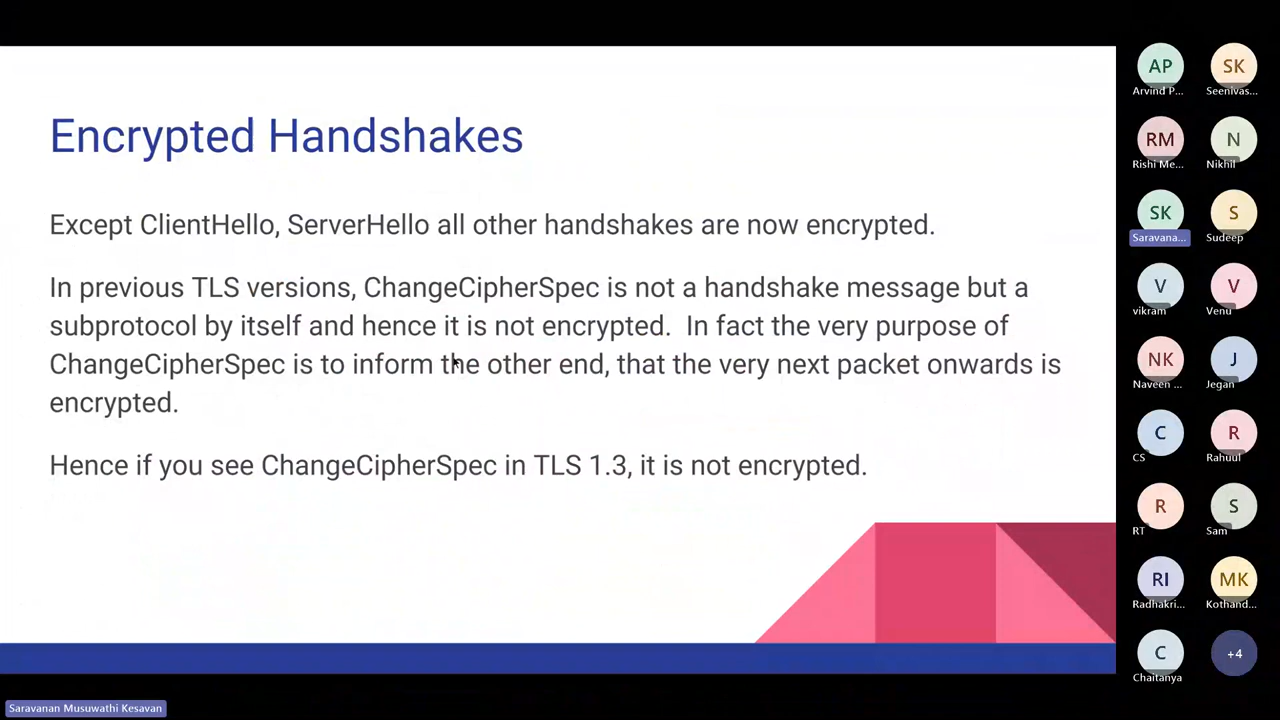 Encrypted Handshakes
Except ClientHello, ServerHello all other handshakes are now encrypted.
In previous TLS versions, ChangeCipherSpec is not a handshake message but a
subprotocol by itself and hence it is not encrypted. In fact the very purpose of
ChangeCipherSpec is to inform the other end, that the very next packet onwards is
encrypted.
Hence if you see ChangeCipherSpec in TLS 1.3, it is not encrypted.
AP
Arvind P...
SK
Seenivas...
RM
Rishi Me...
N
Nikhil
SK
Saravana...
S
Sudeep
V
vikram
V
Venu
NK
Naveen ...
J
Jegan
C
CS
R
Rahuul
R
RT
S
Sam
RI
Radhakri...
MK
Kothand...
C
Chaitanya
+4
Saravanan Musuwathi Kesavan